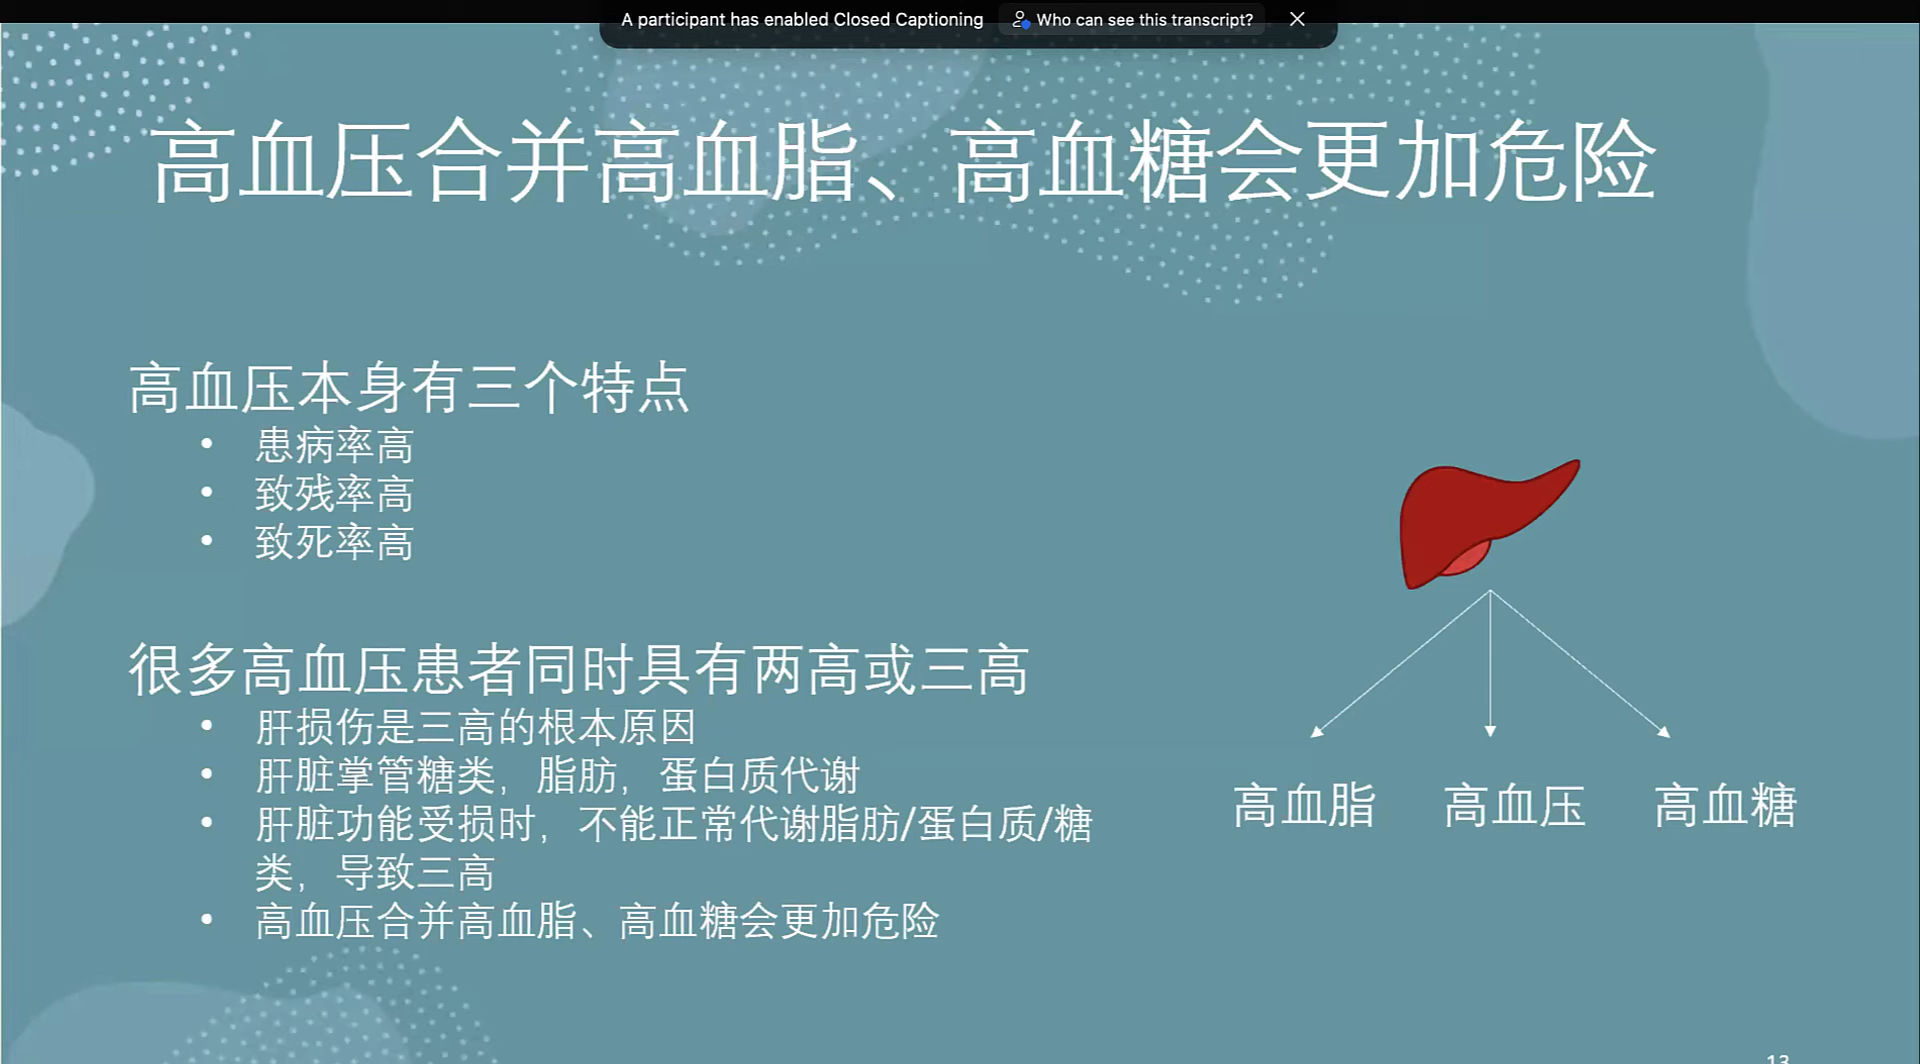 A participant has enabled Closed Captioning Who can see this transcript?
高血压合并高血脂、高血糖会更加危险
高血压本身有三个特点
• 患病率高
• 致残率高
• 致死率高
很多高血压患者同时具有两高或三高
• 肝损伤是三高的根本原因
• 肝脏掌管糖类，脂肪，蛋白质代谢
• 肝脏功能受损时，不能正常代谢脂肪/蛋白质/糖
类，导致三高
• 高血压合并高血脂、高血糖会更加危险
高血脂 高血压 高血糖
13